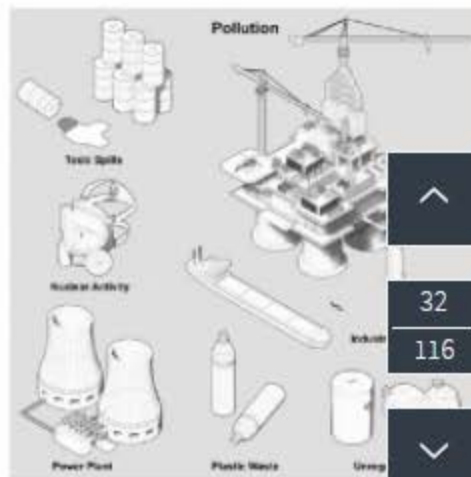 Pollution
Toxic Spills
Nuclear Activity
32
116
Power Plant
Plastic Waste